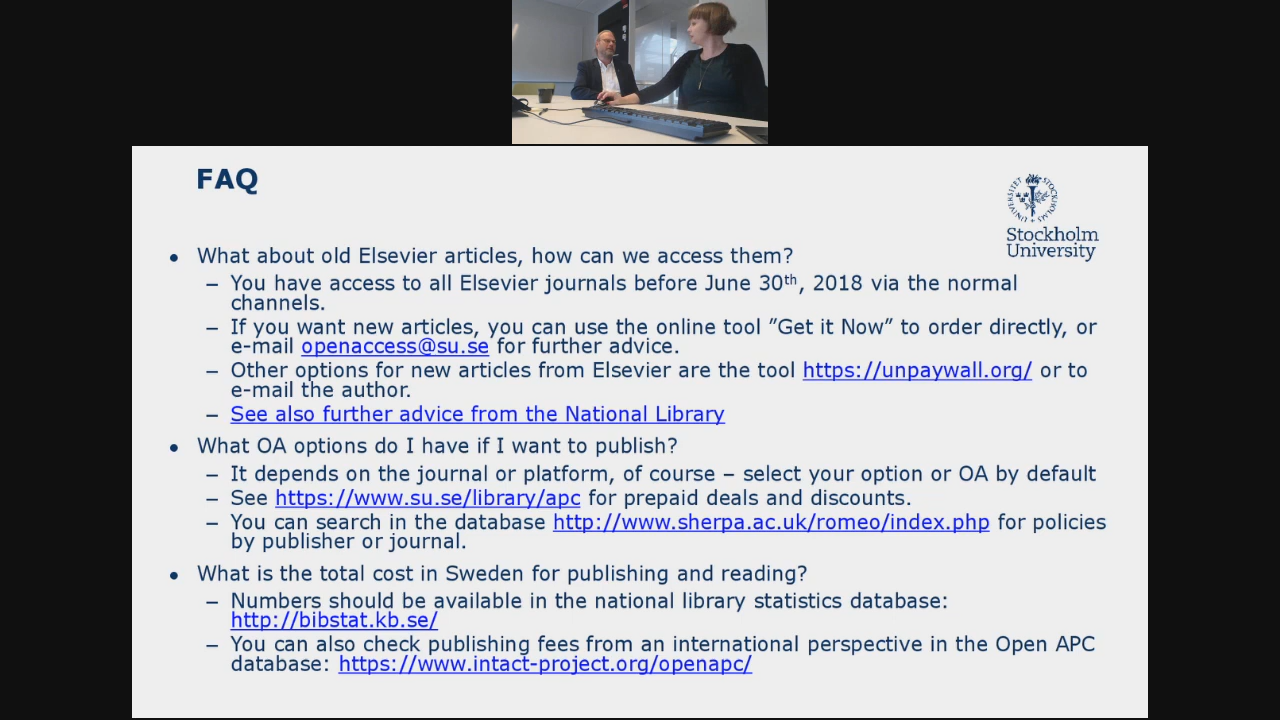 FAQ
STOCKHOLMS UNIVERSITET
Stockholm
University
• What about old Elsevier articles, how can we access them?
– You have access to all Elsevier journals before June 30th, 2018 via the normal
channels.
– If you want new articles, you can use the online tool ”Get it Now” to order directly, or
e-mail openaccess@su.se for further advice.
– Other options for new articles from Elsevier are the tool https://unpaywall.org/ or to
e-mail the author.
– See also further advice from the National Library
• What OA options do I have if I want to publish?
– It depends on the journal or platform, of course – select your option or OA by default
– See https://www.su.se/library/apc for prepaid deals and discounts.
– You can search in the database http://www.sherpa.ac.uk/romeo/index.php for policies
by publisher or journal.
• What is the total cost in Sweden for publishing and reading?
– Numbers should be available in the national library statistics database:
http://bibstat.kb.se/
– You can also check publishing fees from an international perspective in the Open APC
database: https://www.intact-project.org/openapc/